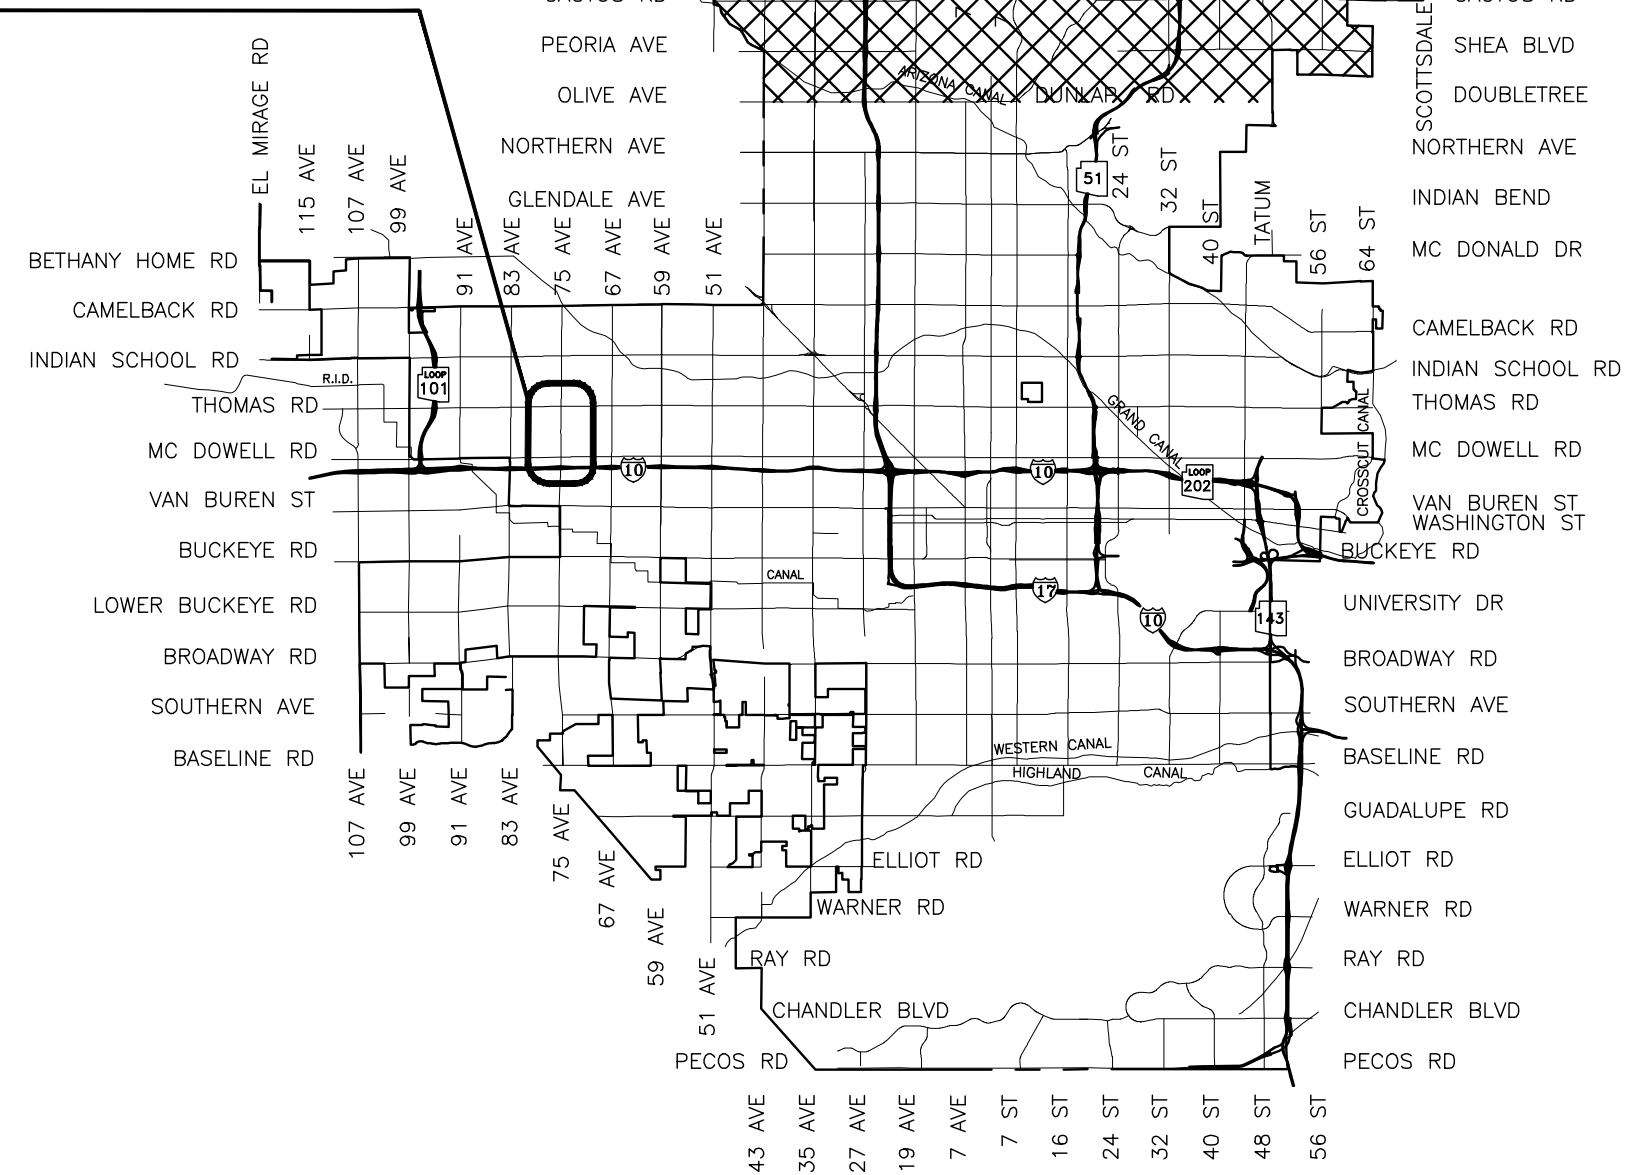 PEORIA AVE
OLIVE AVE
NORTHERN AVE
GLENDALE AVE
SCOTTSDALE
SHEA BLVD
DOUBLETREE
NORTHERN AVE
INDIAN BEND
MC DONALD DR
CAMELBACK RD
INDIAN SCHOOL RD
THOMAS RD
MC DOWELL RD
VAN BUREN ST
WASHINGTON ST
BUCKEYE RD
UNIVERSITY DR
BROADWAY RD
SOUTHERN AVE
BASELINE RD
GUADALUPE RD
ELLIOT RD
WARNER RD
RAY RD
CHANDLER BLVD
PECOS RD
ARIZONA CANAL
DUNLAP RD
EL MIRAGE RD
115 AVE
107 AVE
99 AVE
91 AVE
83 AVE
75 AVE
67 AVE
59 AVE
51 AVE
51
24 ST
32 ST
40 ST
TATUM
56 ST
64 ST
BETHANY HOME RD
CAMELBACK RD
INDIAN SCHOOL RD
R.I.D.
THOMAS RD
MC DOWELL RD
VAN BUREN ST
BUCKEYE RD
LOWER BUCKEYE RD
BROADWAY RD
SOUTHERN AVE
BASELINE RD
LOOP
101
10
10
LOOP
202
GRAND CANAL
CROSSCUT CANAL
CANAL
17
10
143
WESTERN CANAL
HIGHLAND CANAL
107 AVE
99 AVE
91 AVE
83 AVE
75 AVE
67 AVE
59 AVE
51 AVE
ELLIOT RD
WARNER RD
RAY RD
CHANDLER BLVD
PECOS RD
43 AVE
35 AVE
27 AVE
19 AVE
7 AVE
7 ST
16 ST
24 ST
32 ST
40 ST
48 ST
56 ST